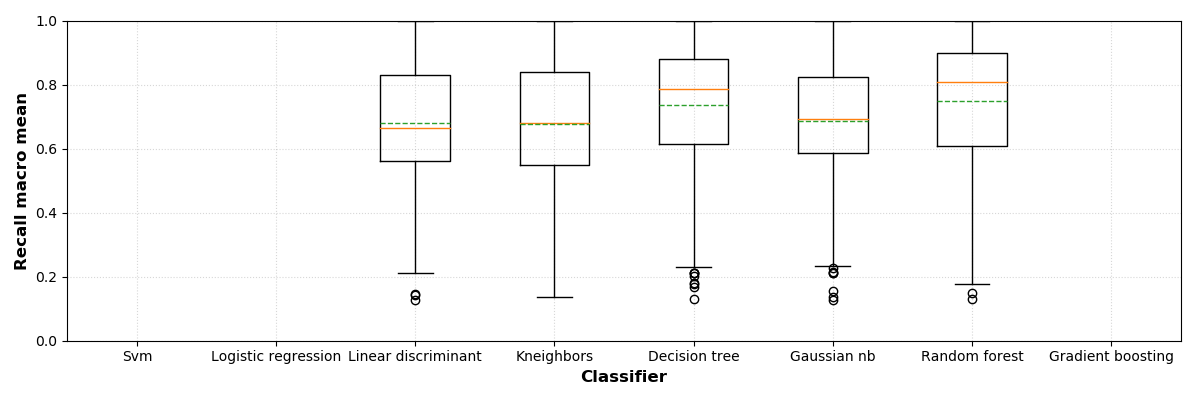 Recall macro mean
1.0
0.8
0.6
0.4
0.2
0.0
Svm Logistic regression Linear discriminant Kneighbors Decision tree Gaussian nb Random forest Gradient boosting
Classifier